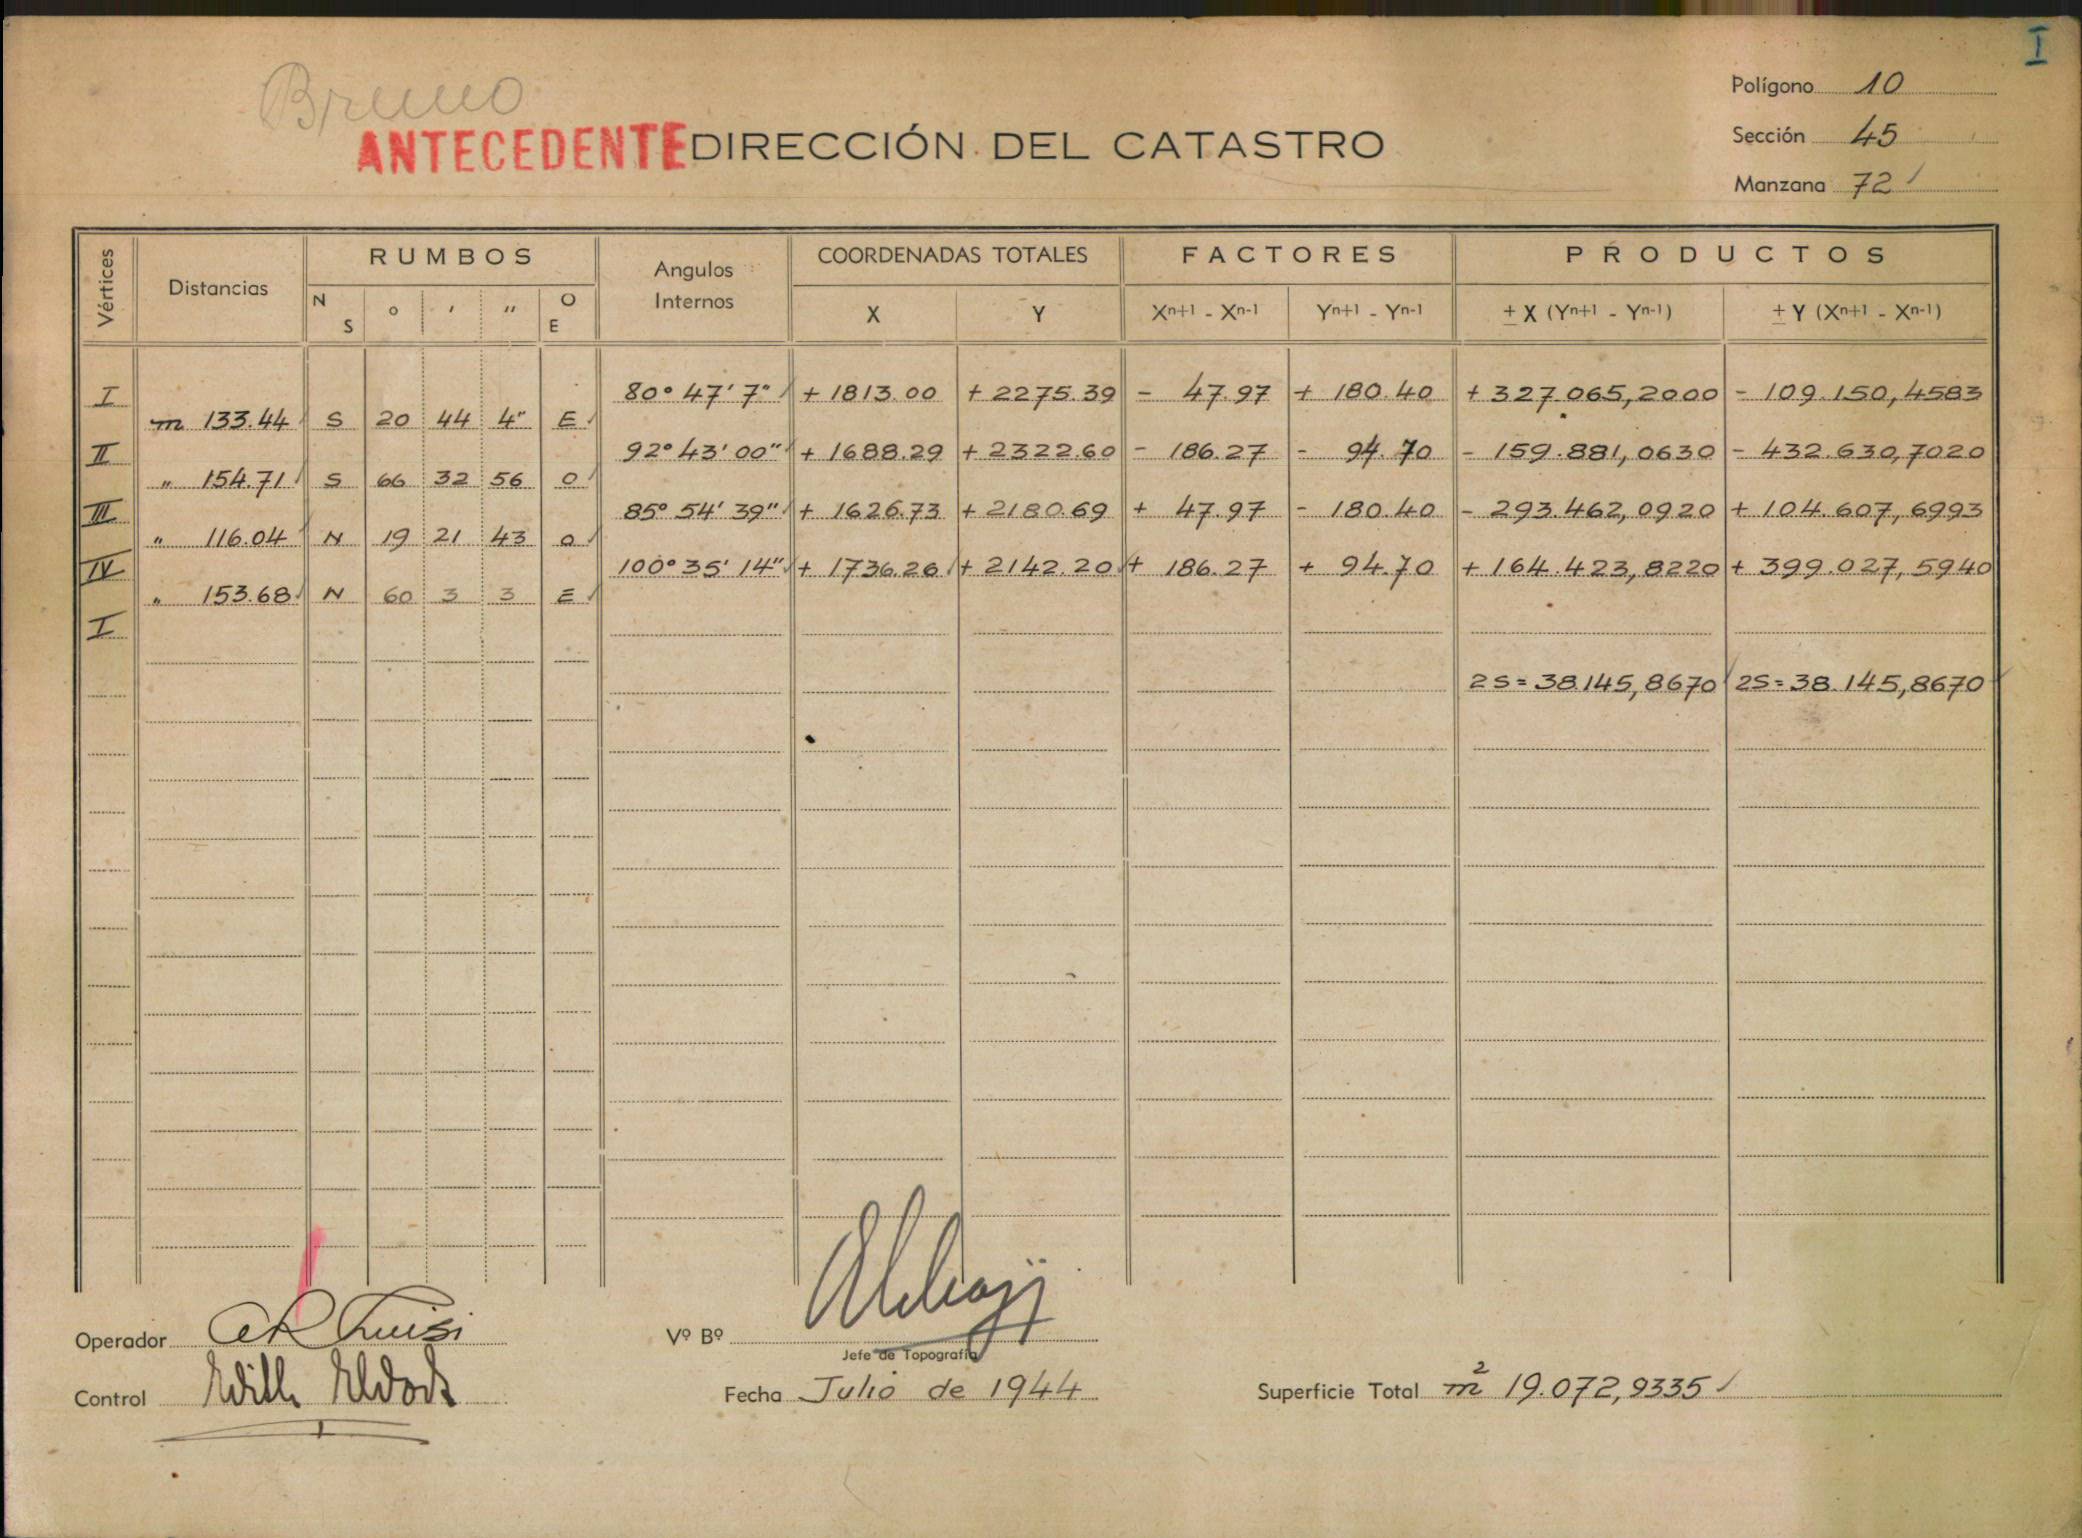 I
Bruno
Polígono 10
ANTECEDENTE DIRECCIÓN DEL CATASTRO
Sección 45
Manzana 72
Vértices Distancias RUMBOS Angulos Internos COORDENADAS TOTALES FACTORES PRODUCTOS
N S ° ' " O E X Y Xn+1 - Xn-1 Yn+1 - Yn-1 ± X (Yn+1 - Yn-1) ± Y (Xn+1 - Xn-1)
I 80° 47' 7" + 1813.00 + 2275.39 - 47.97 + 180.40 + 327.065,2000 - 109.150,4583
m 133.44 S 20 44 4" E
II 92° 43' 00" + 1688.29 + 2322.60 - 186.27 - 94.70 - 159.881,0630 - 432.630,7020
" 154.71 S 66 32 56 O
III 85° 54' 39" + 1626.73 + 2180.69 + 47.97 - 180.40 - 293.462,0920 + 104.607,6993
" 116.04 N 19 21 43 O
IV 100° 35' 14" + 1736.26 + 2142.20 + 186.27 + 94.70 + 164.423,8220 + 399.027,5940
" 153.68 N 60 3 3 E
I
2S = 38.145,8670 2S = 38.145,8670
Operador
Vº Bº
Jefe de Topografía
Control
Fecha Julio de 1944
Superficie Total m2 19.072,9335